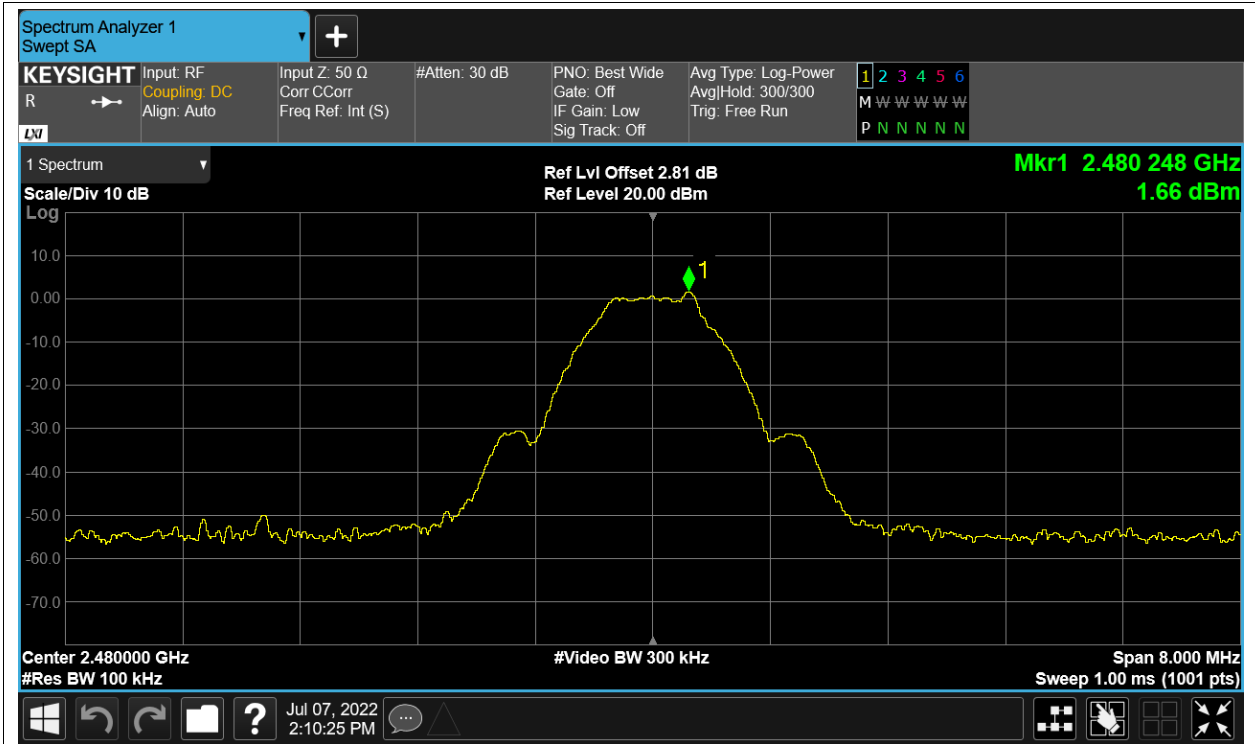 Spectrum Analyzer 1
Swept SA
+
KEYSIGHT
R
LXI
Input: RF
Coupling: DC
Align: Auto
Input Z: 50 Ω
Corr CCorr
Freq Ref: Int (S)
#Atten: 30 dB
PNO: Best Wide
Gate: Off
IF Gain: Low
Sig Track: Off
Avg Type: Log-Power
Avg|Hold: 300/300
Trig: Free Run
1 2 3 4 5 6
M W W W W W
P N N N N N
1 Spectrum
Scale/Div 10 dB
Log
Ref Lvl Offset 2.81 dB
Ref Level 20.00 dBm
Mkr1 2.480 248 GHz
1.66 dBm
10.0
1
0.00
-10.0
-20.0
-30.0
-40.0
-50.0
-60.0
-70.0
Center 2.480000 GHz
#Res BW 100 kHz
#Video BW 300 kHz
Span 8.000 MHz
Sweep 1.00 ms (1001 pts)
?
Jul 07, 2022
2:10:25 PM